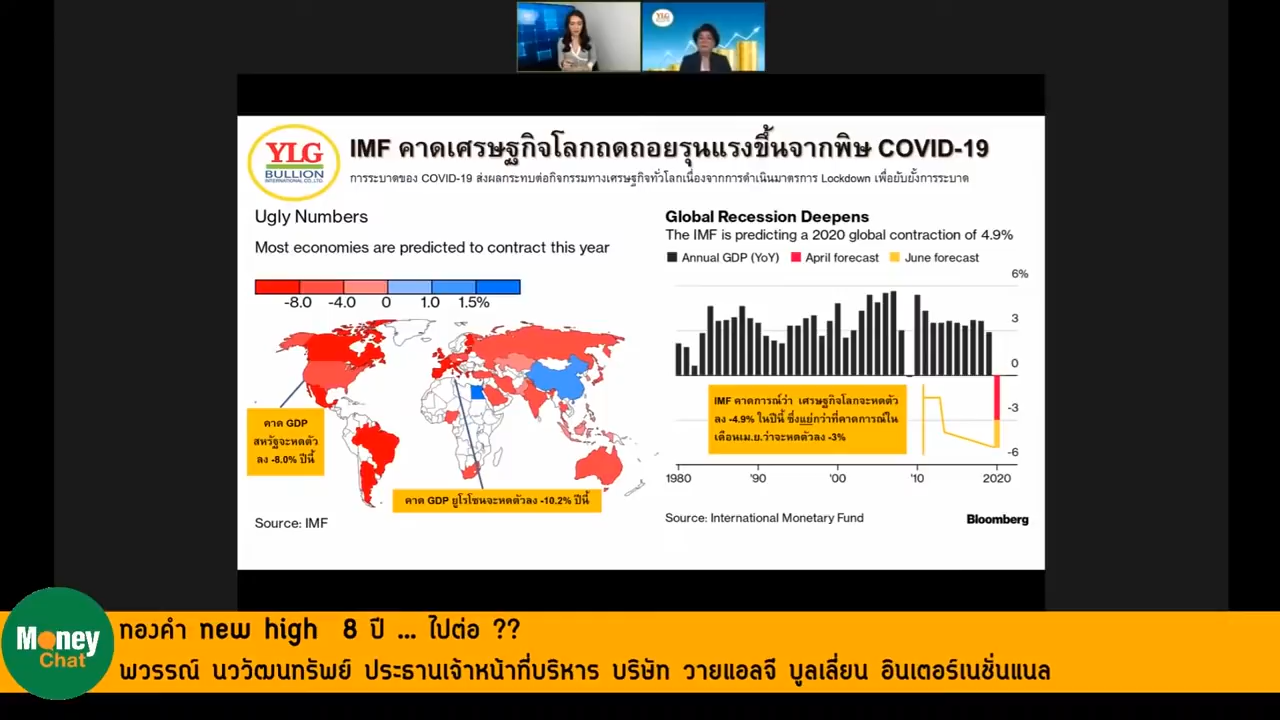 YLG
YLG
BULLION
INTERNATIONAL CO.,LTD.
IMF คาดเศรษฐกิจโลกถดถอยรุนแรงขึ้นจากพิษ COVID-19
การระบาดของ COVID-19 ส่งผลกระทบต่อกิจกรรมทางเศรษฐกิจทั่วโลกเนื่องจากการดำเนินมาตรการ Lockdown เพื่อยับยั้งการระบาด
Ugly Numbers
Most economies are predicted to contract this year
-8.0 -4.0 0 1.0 1.5%
คาด GDP
สหรัฐจะหดตัว
ลง -8.0% ปีนี้
คาด GDP ยูโรโซนจะหดตัวลง -10.2% ปีนี้
Source: IMF
Global Recession Deepens
The IMF is predicting a 2020 global contraction of 4.9%
Annual GDP (YoY) April forecast June forecast
6%
3
0
-3
-6
IMF คาดการณ์ว่า เศรษฐกิจโลกจะหดตัว
ลง -4.9% ในปีนี้ ซึ่งแย่กว่าที่คาดการณ์ใน
เดือนเม.ย.ว่าจะหดตัวลง -3%
1980 '90 '00 '10 2020
Source: International Monetary Fund
Bloomberg
Money
Chat
ทองคำ new high 8 ปี ... ไปต่อ ??
พวรรณ์ นววัฒนทรัพย์ ประธานเจ้าหน้าที่บริหาร บริษัท วายแอลจี บูลเลี่ยน อินเตอร์เนชั่นแนล